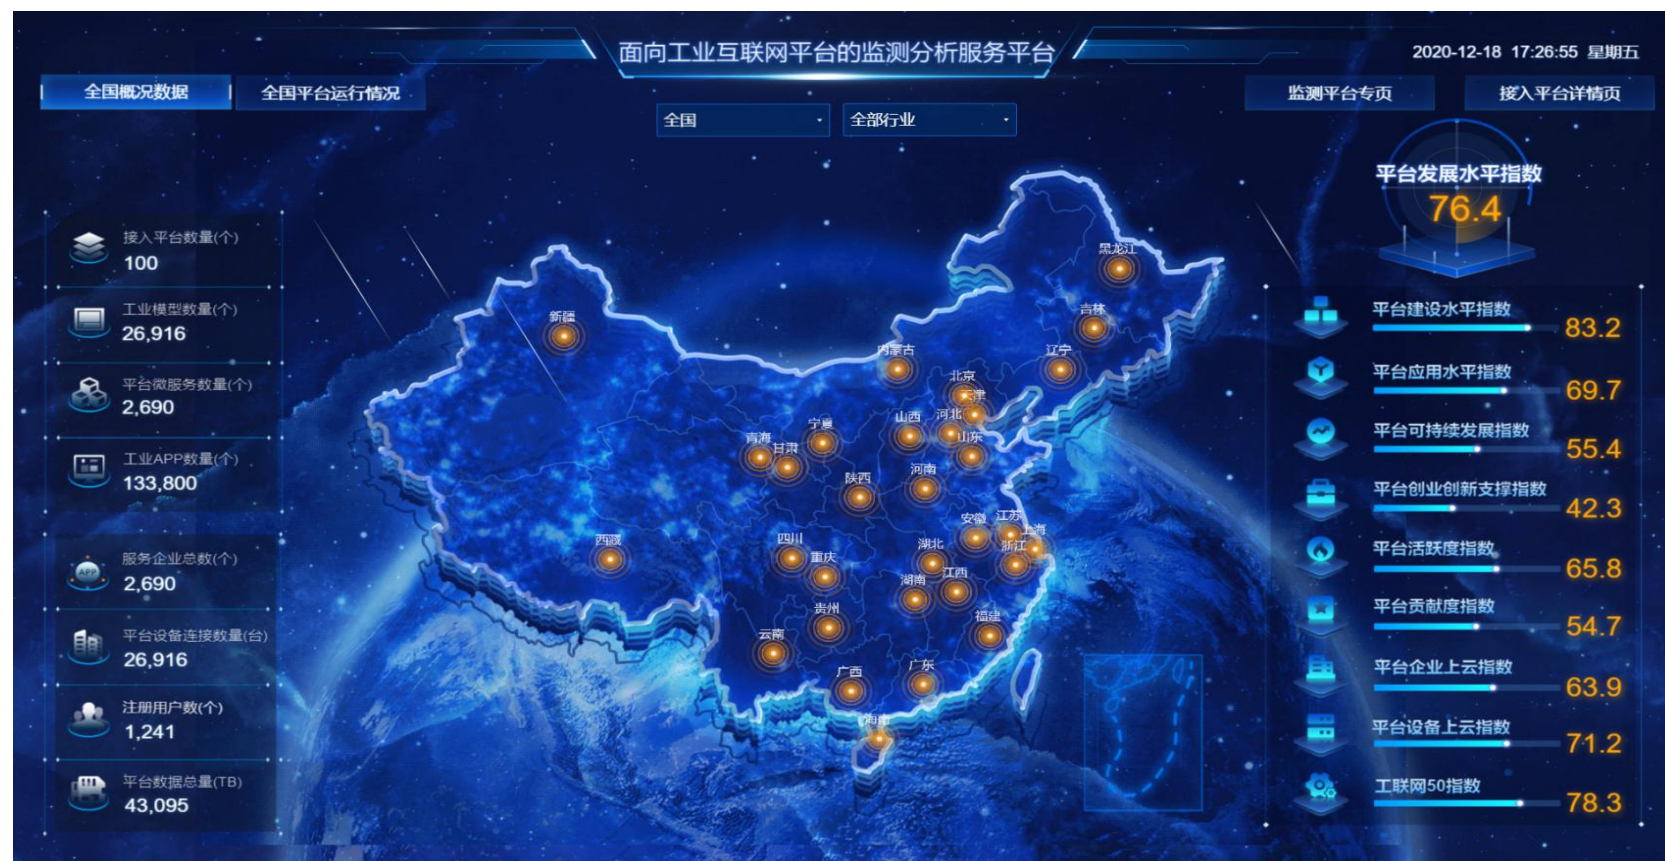 面向工业互联网平台的监测分析服务平台
2020-12-18 17:26:55 星期五
全国概况数据
全国平台运行情况
监测平台专页
接入平台详情页
全国
全部行业
接入平台数量(个)
100
工业模型数量(个)
26,916
平台微服务数量(个)
2,690
工业APP数量(个)
133,800
服务企业总数(个)
APP
2,690
平台设备连接数量(台)
26,916
注册用户数(个)
1,241
平台数据总量(TB)
43,095
黑龙江
吉林
新疆
内蒙古
辽宁
北京
天津
山西
河北
宁夏
山东
青海
甘肃
河南
陕西
安徽
江苏
上海
西藏
四川
湖北
浙江
重庆
湖南
江西
贵州
福建
云南
广西
广东
海南
平台发展水平指数
76.4
平台建设水平指数
83.2
平台应用水平指数
69.7
平台可持续发展指数
55.4
平台创业创新支撑指数
42.3
平台活跃度指数
65.8
平台贡献度指数
54.7
平台企业上云指数
63.9
平台设备上云指数
71.2
工联网50指数
78.3